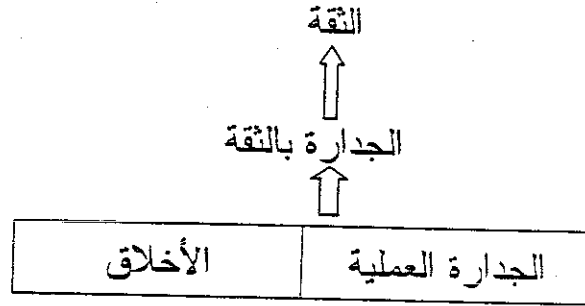 الثقة
الجدارة بالثقة
الجدارة العملية
الأخلاق